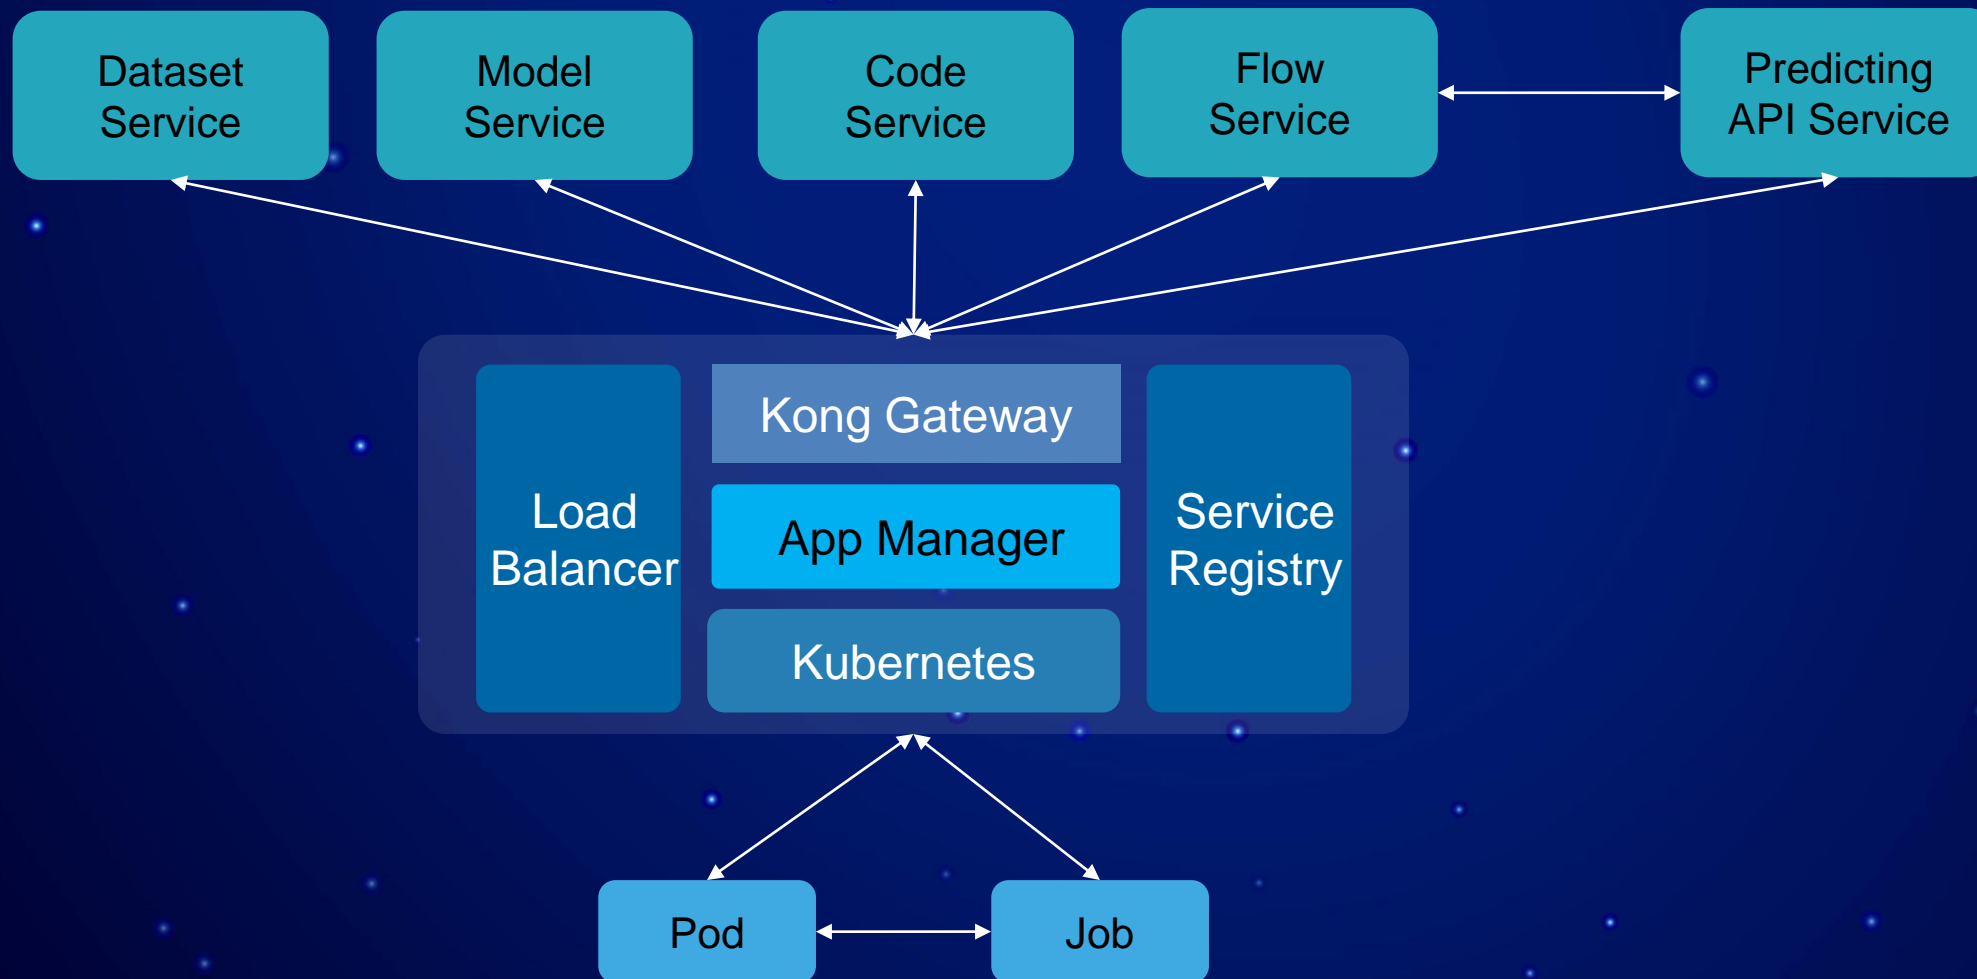 Dataset
Service
Model
Service
Code
Service
Flow
Service
Predicting
API Service
Load
Balancer
Kong Gateway
App Manager
Kubernetes
Service
Registry
Pod
Job